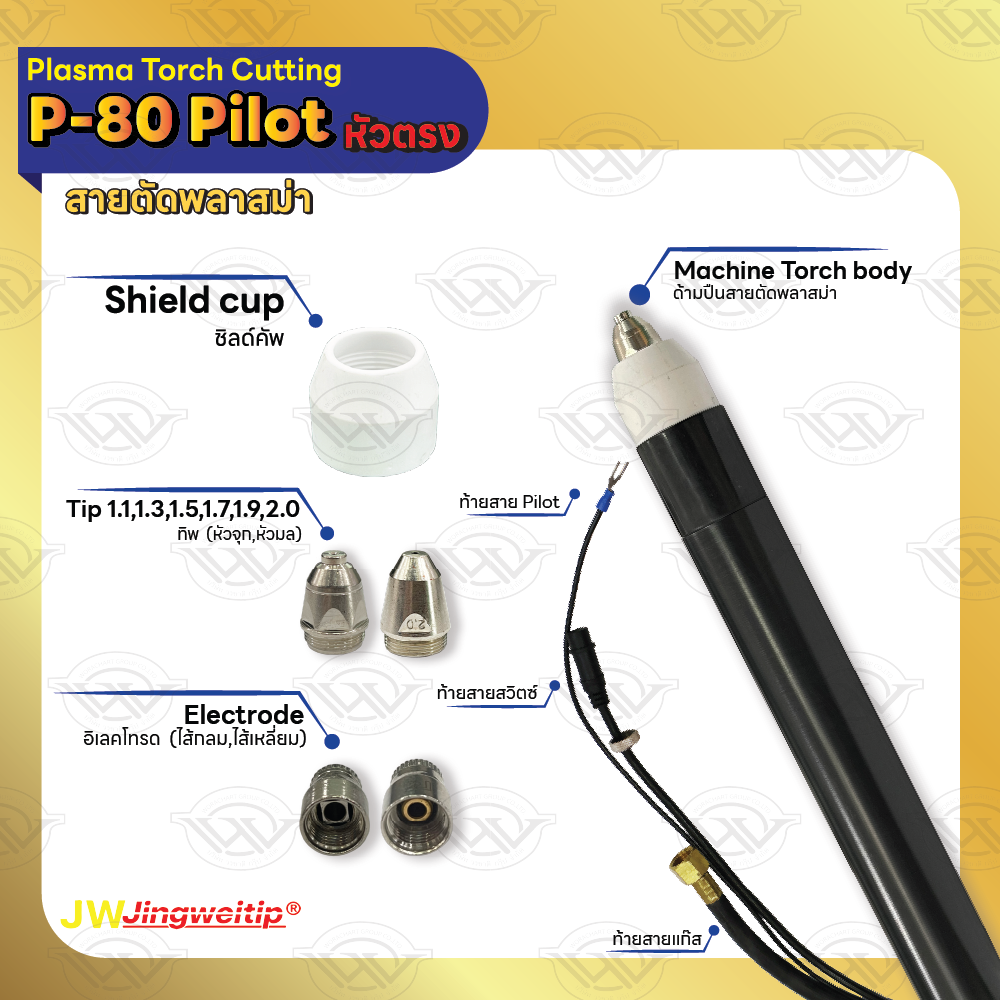 Plasma Torch Cutting
P-80 Pilot หัวตรง
สายตัดพลาสม่า
Shield cup
ชิลด์คัพ
Machine Torch body
ด้ามปืนสายตัดพลาสม่า
Tip 1.1,1.3,1.5,1.7,1.9,2.0
ทิพ (หัวจุก,หัวมล)
2.0
ท้ายสาย Pilot
ท้ายสายสวิตซ์
Electrode
อิเลคโทรด (ไส้กลม,ไส้เหลี่ยม)
JW Jingweitip®
ท้ายสายแก๊ส